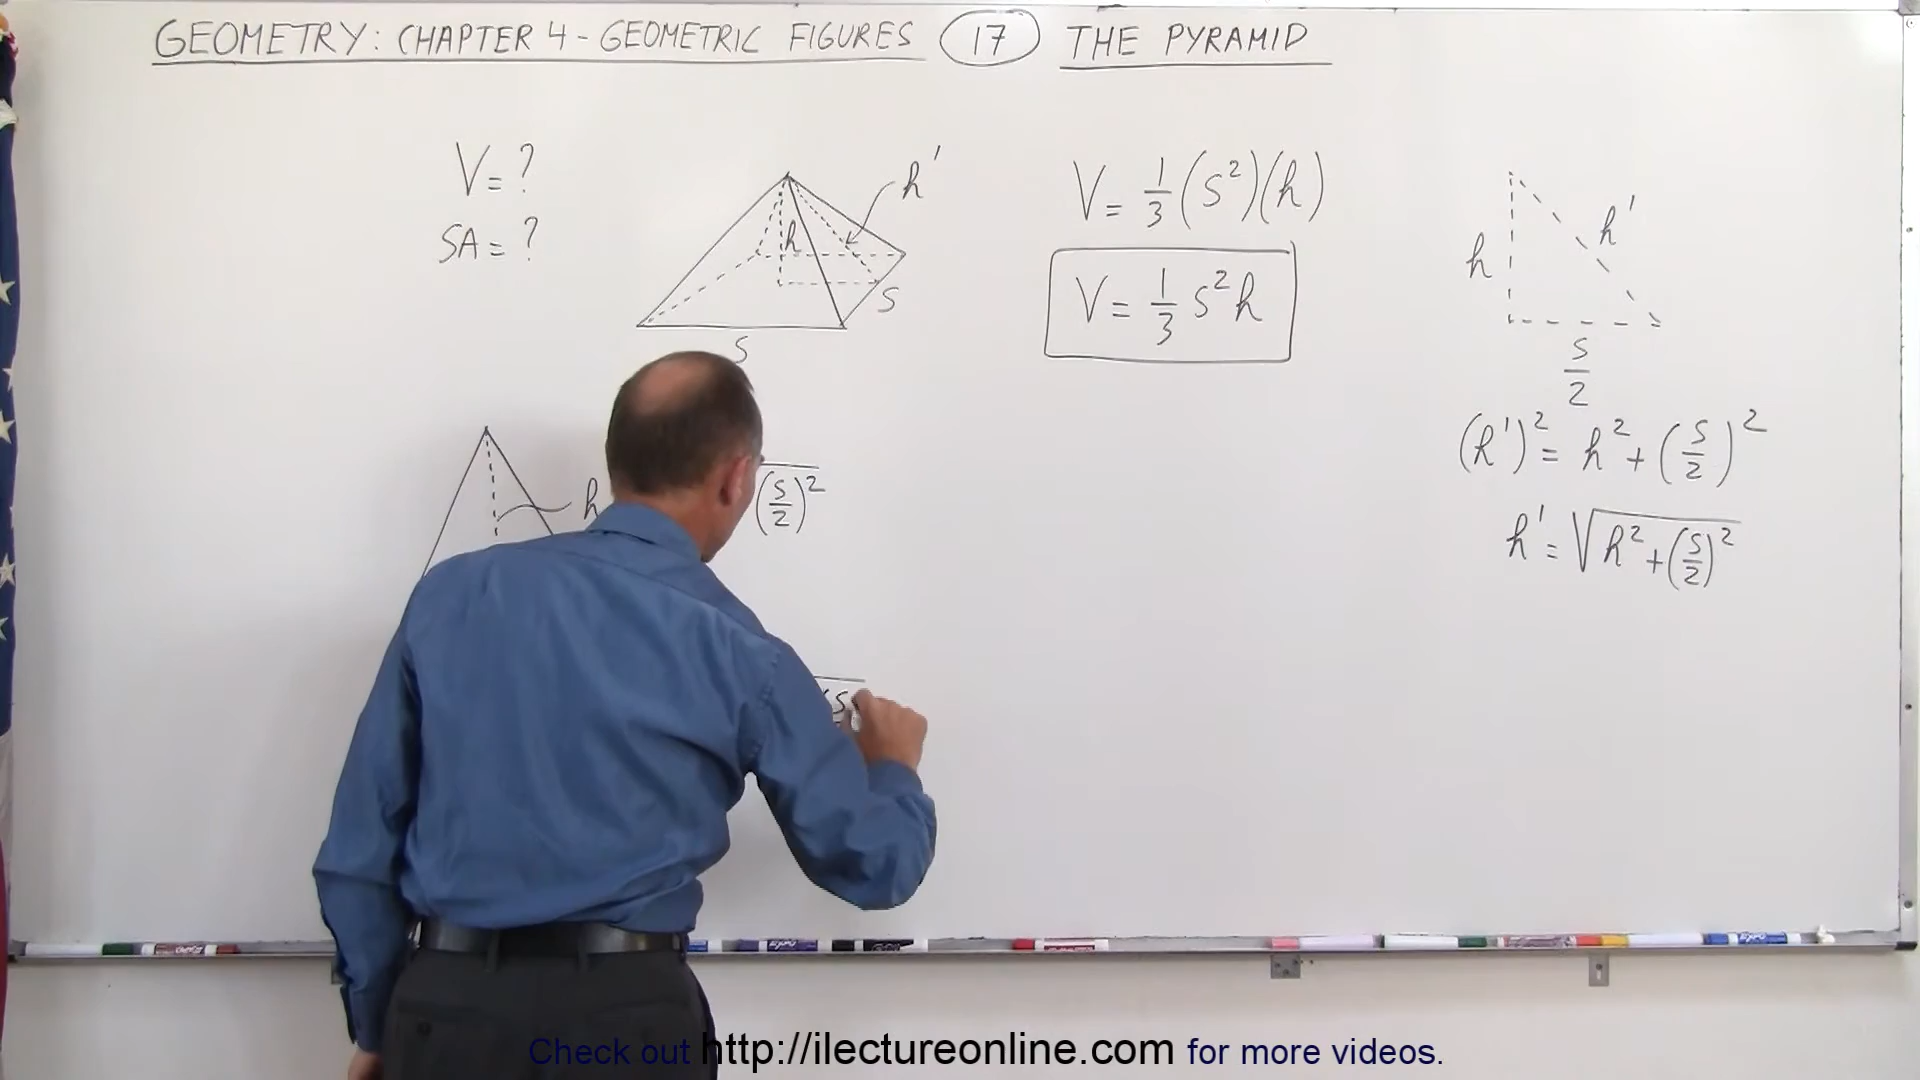 GEOMETRY: CHAPTER 4 - GEOMETRIC FIGURES 17 THE PYRAMID
V = ?
SA = ?
h'
h
s
s
V = 1/3 (s²)(h)
V = 1/3 s²h
h
h'
s/2
(h')² = h² + (s/2)²
h' = √(h² + (s/2)²)
h
(s/2)²
(s
Check out http://ilectureonline.com for more videos.